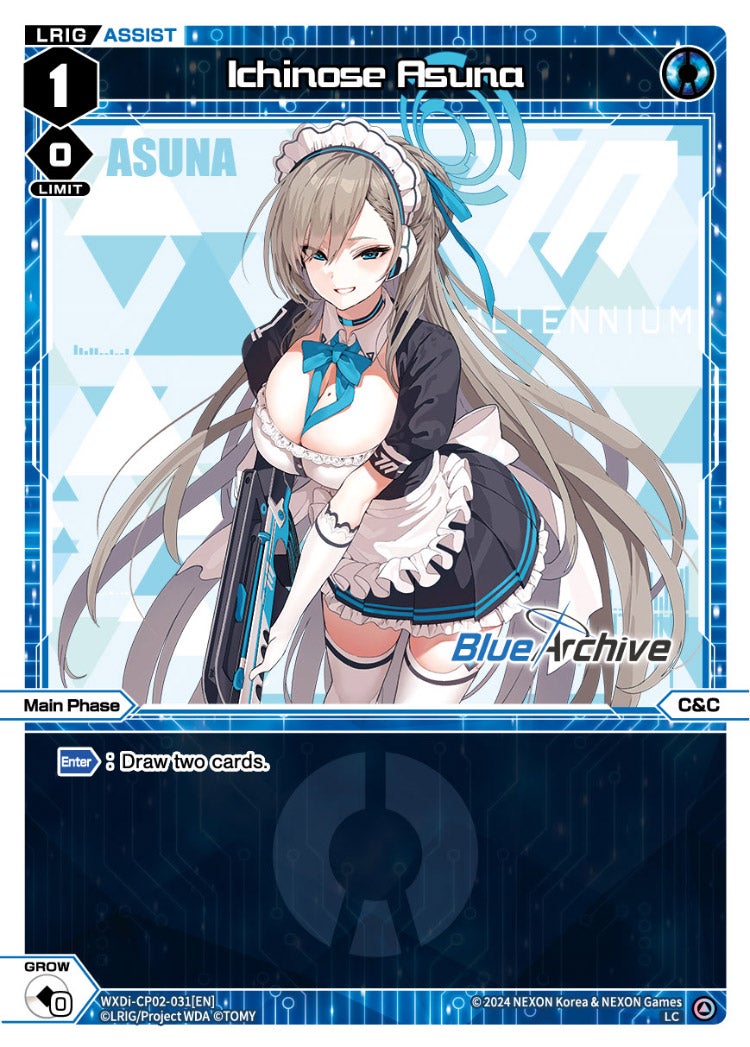 LRIG ASSIST
1
Ichinose Asuna
0
LIMIT
ASUNA
MILLENNIUM
Blue Archive
Main Phase
C&C
Enter : Draw two cards.
GROW
0
WXDi-CP02-031[EN]
©LRIG/Project WDA ©TOMY
© 2024 NEXON Korea & NEXON Games
LC